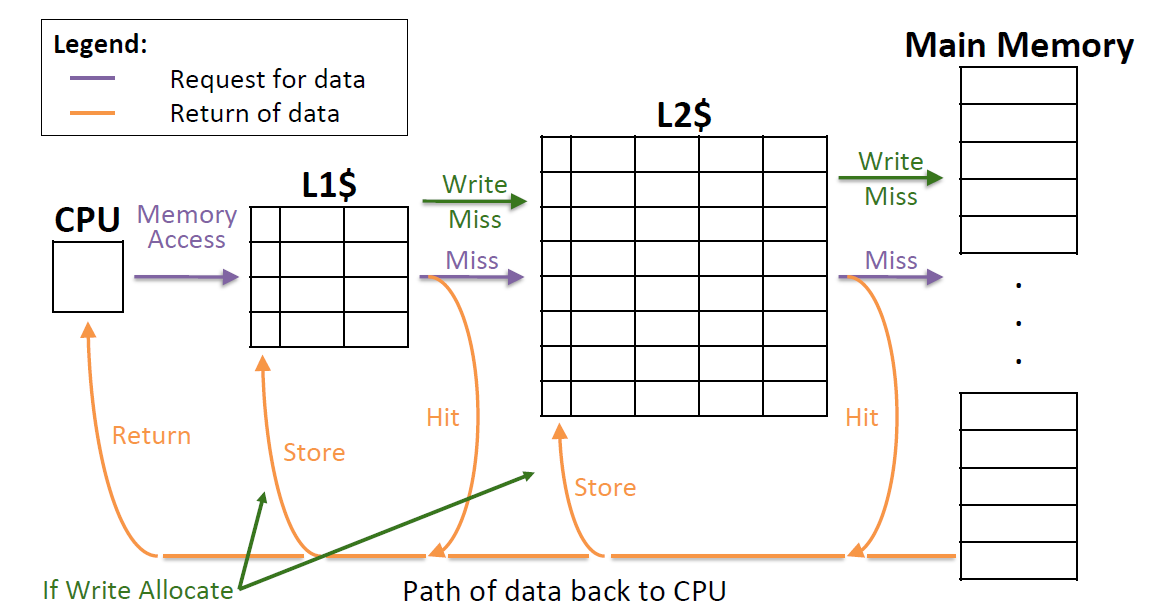 Legend:
Request for data
Return of data
Main Memory
L2$
L1$
CPU
Memory
Access
Write
Miss
Miss
Write
Miss
Miss
.
.
.
Hit
Hit
Return
Store
Store
If Write Allocate
Path of data back to CPU